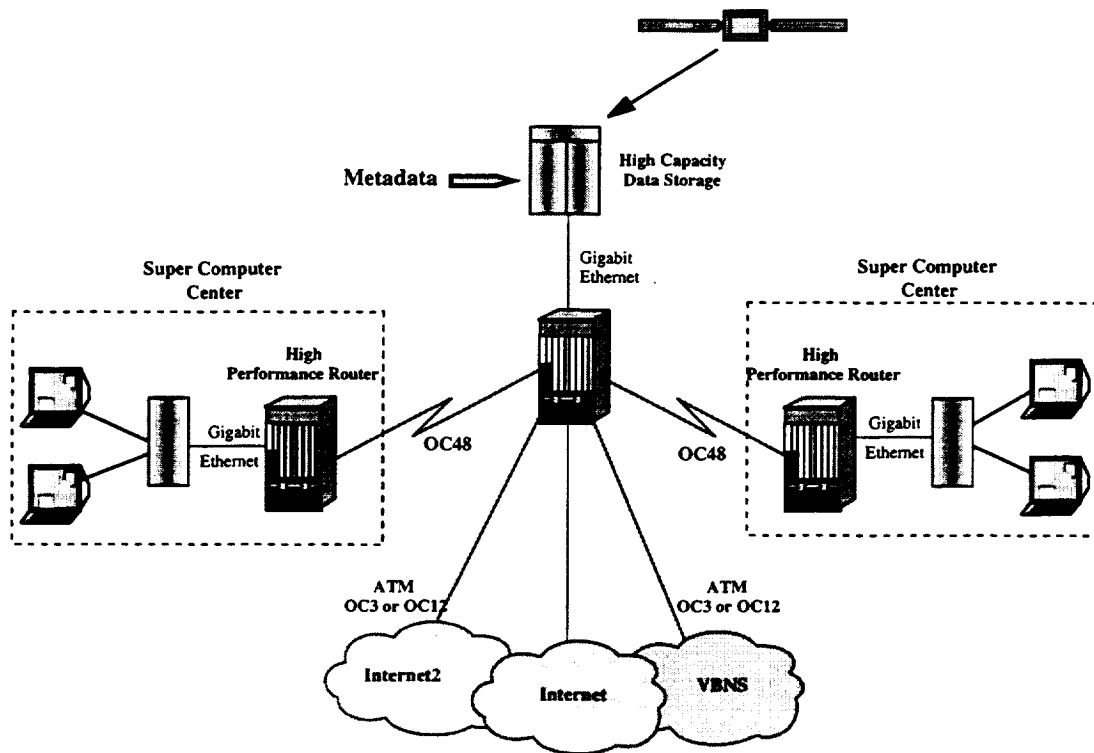 High Capacity
Data Storage
Metadata
Gigabit
Ethernet
Super Computer
Center
Super Computer
Center
High
Performance Router
High
Performance Router
Gigabit
Ethernet
OC48
OC48
Gigabit
Ethernet
ATM
OC3 or OC12
ATM
OC3 or OC12
Internet2
Internet
VBNS